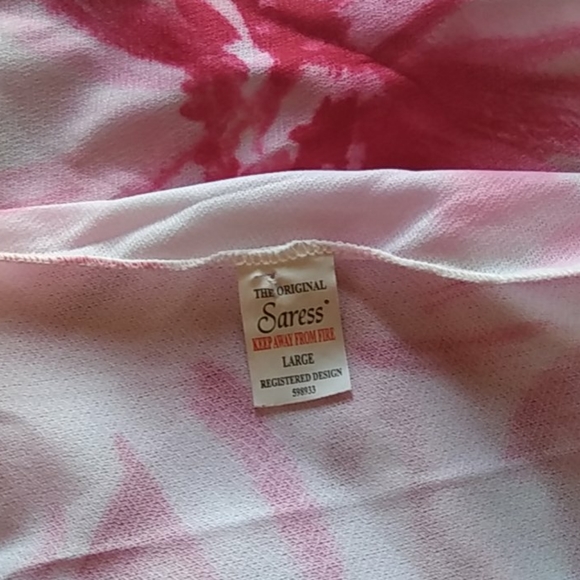 THE ORIGINAL
Saress
KEEP AWAY FROM FIRE
LARGE
REGISTERED DESIGN
598933